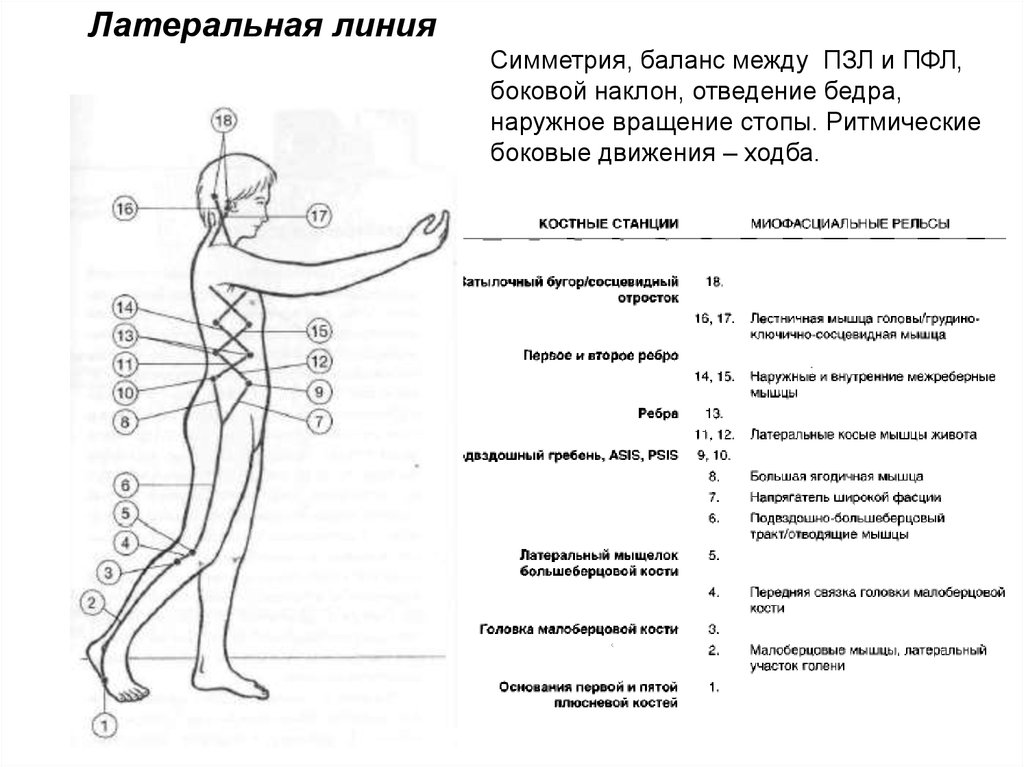 Латеральная линия
Симметрия, баланс между ПЗЛ и ПФЛ,
боковой наклон, отведение бедра,
наружное вращение стопы. Ритмические
боковые движения – ходба.
18
16
17
14
15
13
11
12
10
9
8
7
6
5
4
3
2
1
КОСТНЫЕ СТАНЦИИ МИОФАСЦИАЛЬНЫЕ РЕЛЬСЫ
Затылочный бугор/сосцевидный 18.
отросток
16, 17. Лестничная мышца головы/грудино-
ключично-сосцевидная мышца
Первое и второе ребро
14, 15. Наружные и внутренние межреберные
мышцы
Ребра 13.
11, 12. Латеральные косые мышцы живота
двздошный гребень, ASIS, PSIS 9, 10.
8. Большая ягодичная мышца
7. Напрягатель широкой фасции
6. Подвздошно-большеберцовый
тракт/отводящие мышцы
Латеральный мыщелок 5.
большеберцовой кости
4. Передняя связка головки малоберцовой
кости
Головка малоберцовой кости 3.
2. Малоберцовые мышцы, латеральный
участок голени
Основания первой и пятой 1.
плюсневой костей